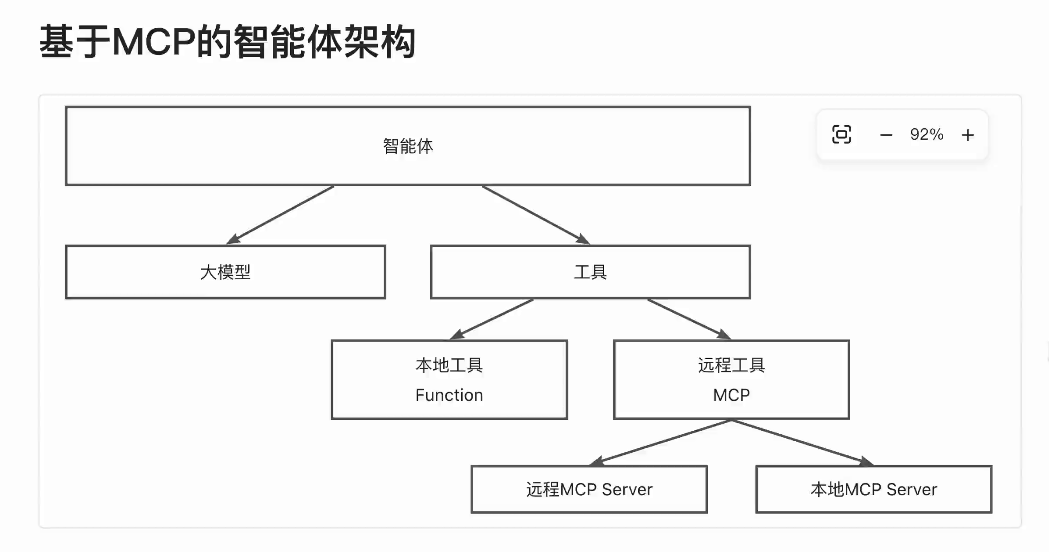 基于MCP的智能体架构
智能体
92%
大模型
工具
本地工具
Function
远程工具
MCP
远程MCP Server
本地MCP Server